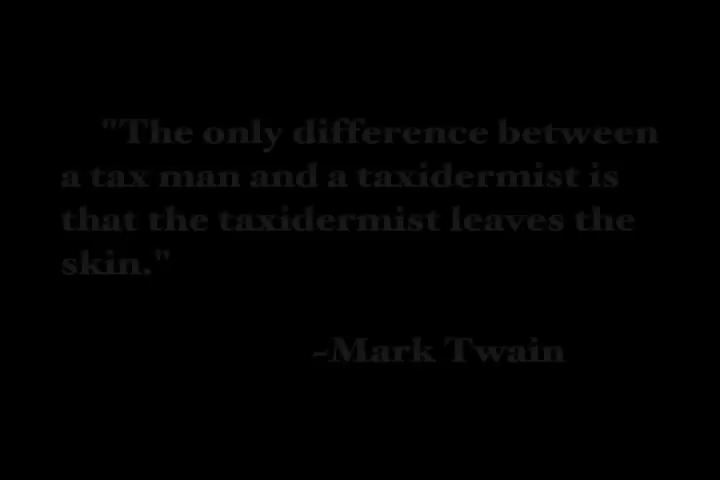 "The only difference between
a tax man and a taxidermist is
that the taxidermist leaves the
skin."
-Mark Twain